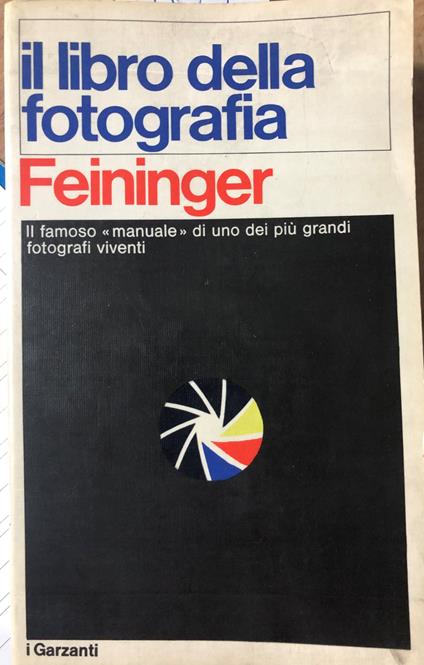 il libro della
fotografia
Feininger
Il famoso «manuale» di uno dei più grandi
fotografi viventi
i Garzanti